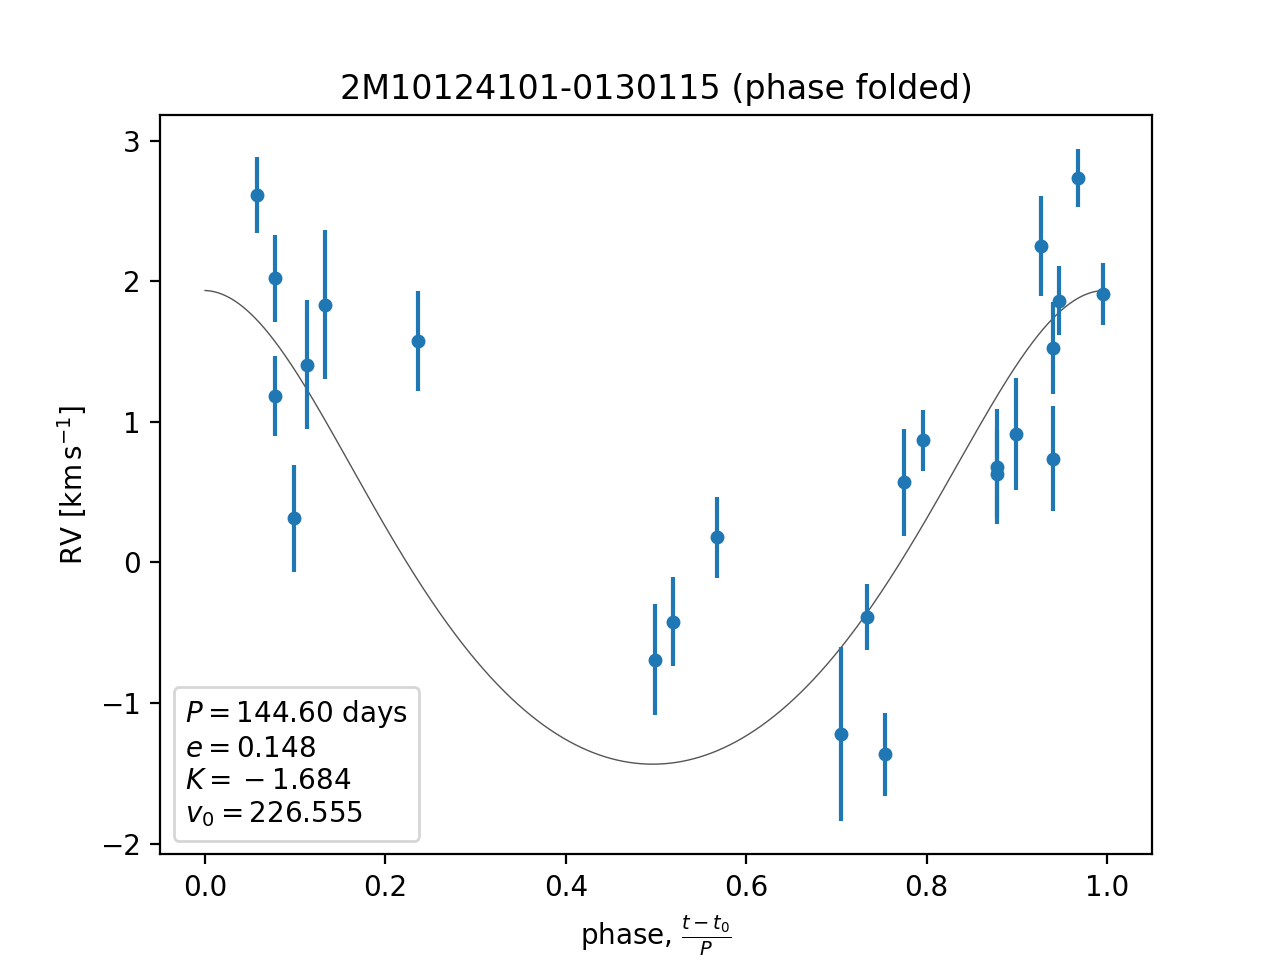 2M10124101-0130115 (phase folded)
3
2
1
0
−1
−2
RV [km s⁻¹]
P = 144.60 days
e = 0.148
K = −1.684
v₀ = 226.555
0.0 0.2 0.4 0.6 0.8 1.0
phase, (t − t₀)/P